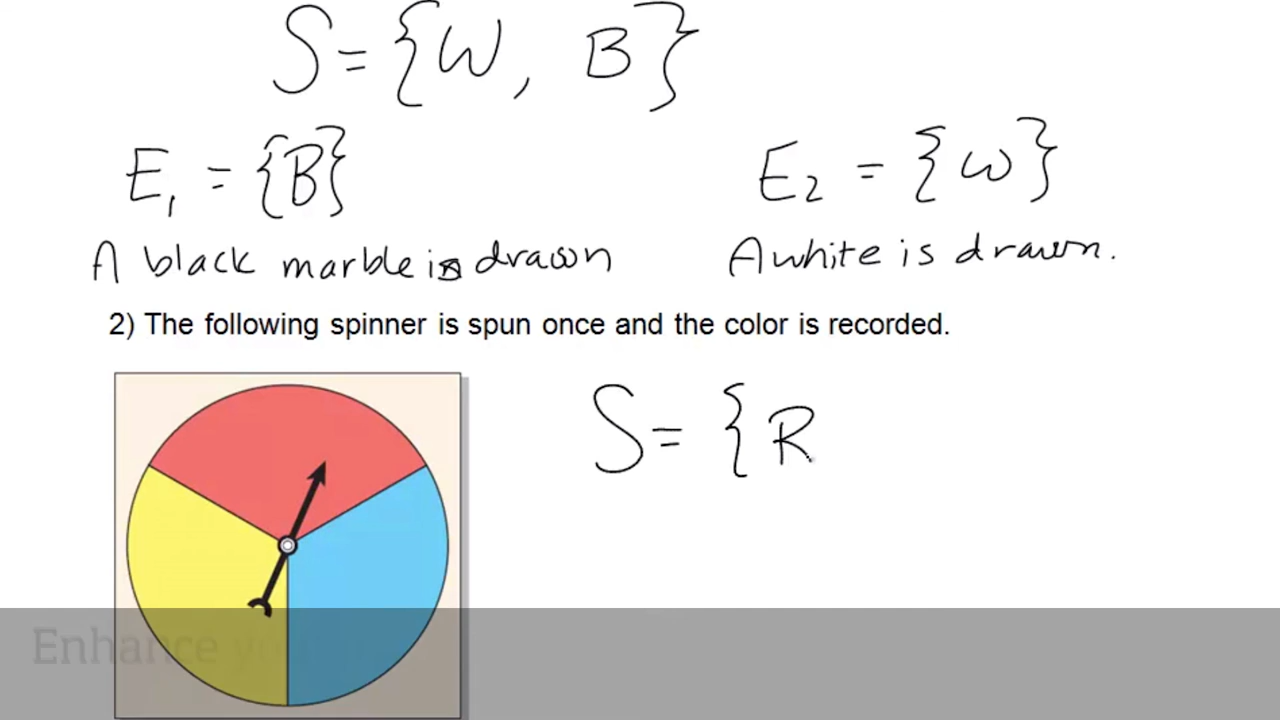 S = {W, B}
E1 = {B}
E2 = {W}
A black marble is drawn
A white is drawn.
2) The following spinner is spun once and the color is recorded.
S = { R
Enhance